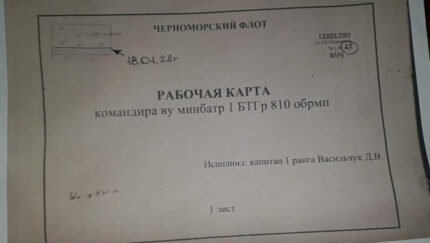 ЧЕРНОМОРСКИЙ ФЛОТ
СЕКРЕТНО
18.01.22г
РАБОЧАЯ КАРТА
командира ву минбатр 1 БТГр 810 обрмп
Исполнил: капитан 1 ранга Васильчук Д.В.
1 лист